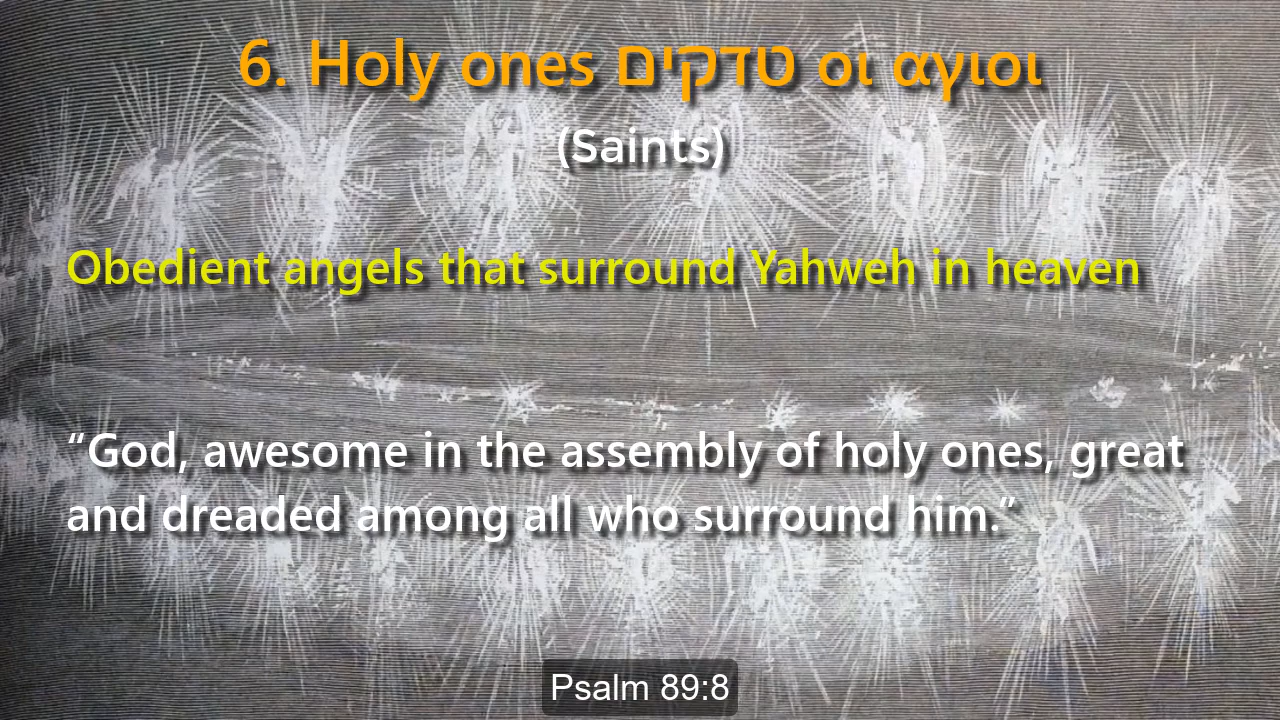 6. Holy ones טדקים οι αγιοι
(Saints)
Obedient angels that surround Yahweh in heaven
“God, awesome in the assembly of holy ones, great
and dreaded among all who surround him.”
Psalm 89:8